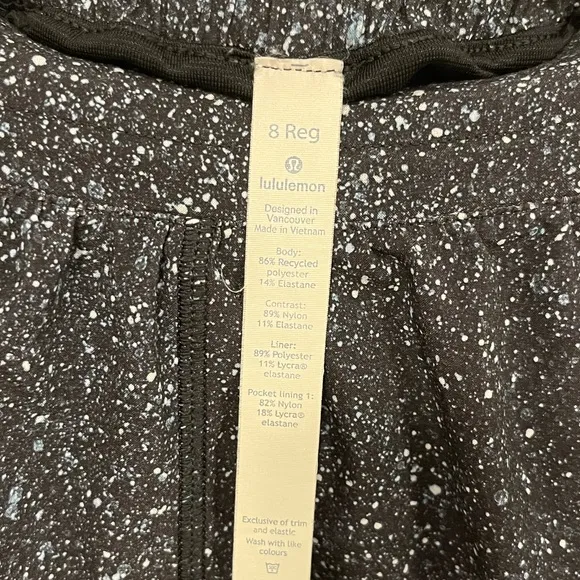 8 Reg
lululemon
Designed in
Vancouver
Made in Vietnam
Body:
86% Recycled
polyester
14% Elastane
Contrast:
89% Nylon
11% Elastane
Liner:
89% Polyester
11% Lycra®
elastane
Pocket lining 1:
82% Nylon
18% Lycra®
elastane
Exclusive of trim
and elastic
Wash with like
colours